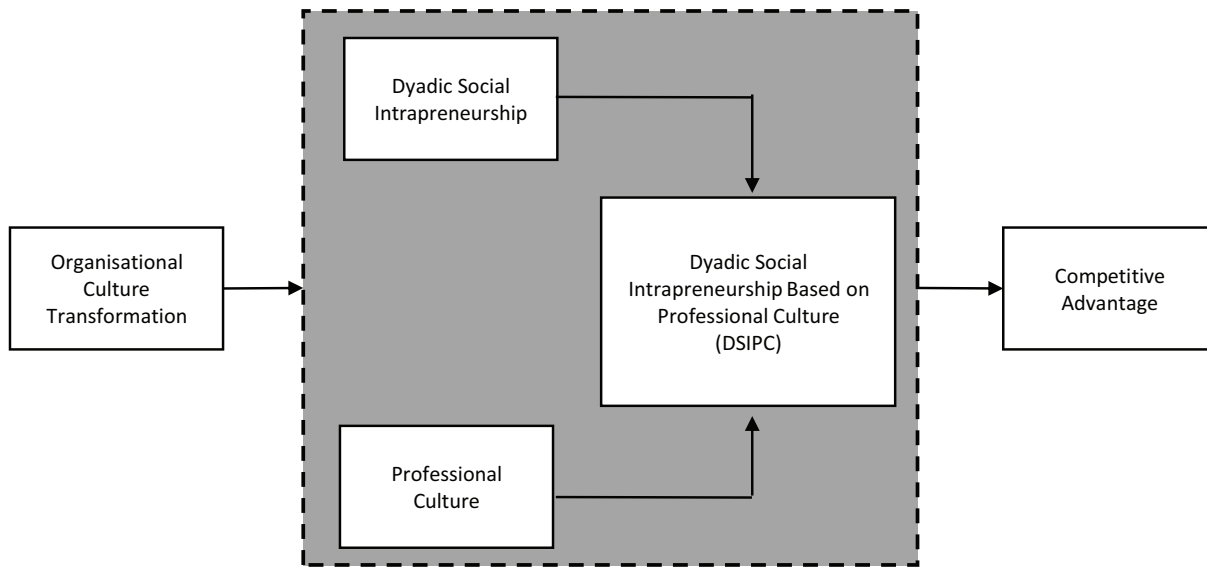 Dyadic Social
Intrapreneurship
Organisational
Culture
Transformation
Dyadic Social
Intrapreneurship Based on
Professional Culture
(DSIPC)
Competitive
Advantage
Professional
Culture